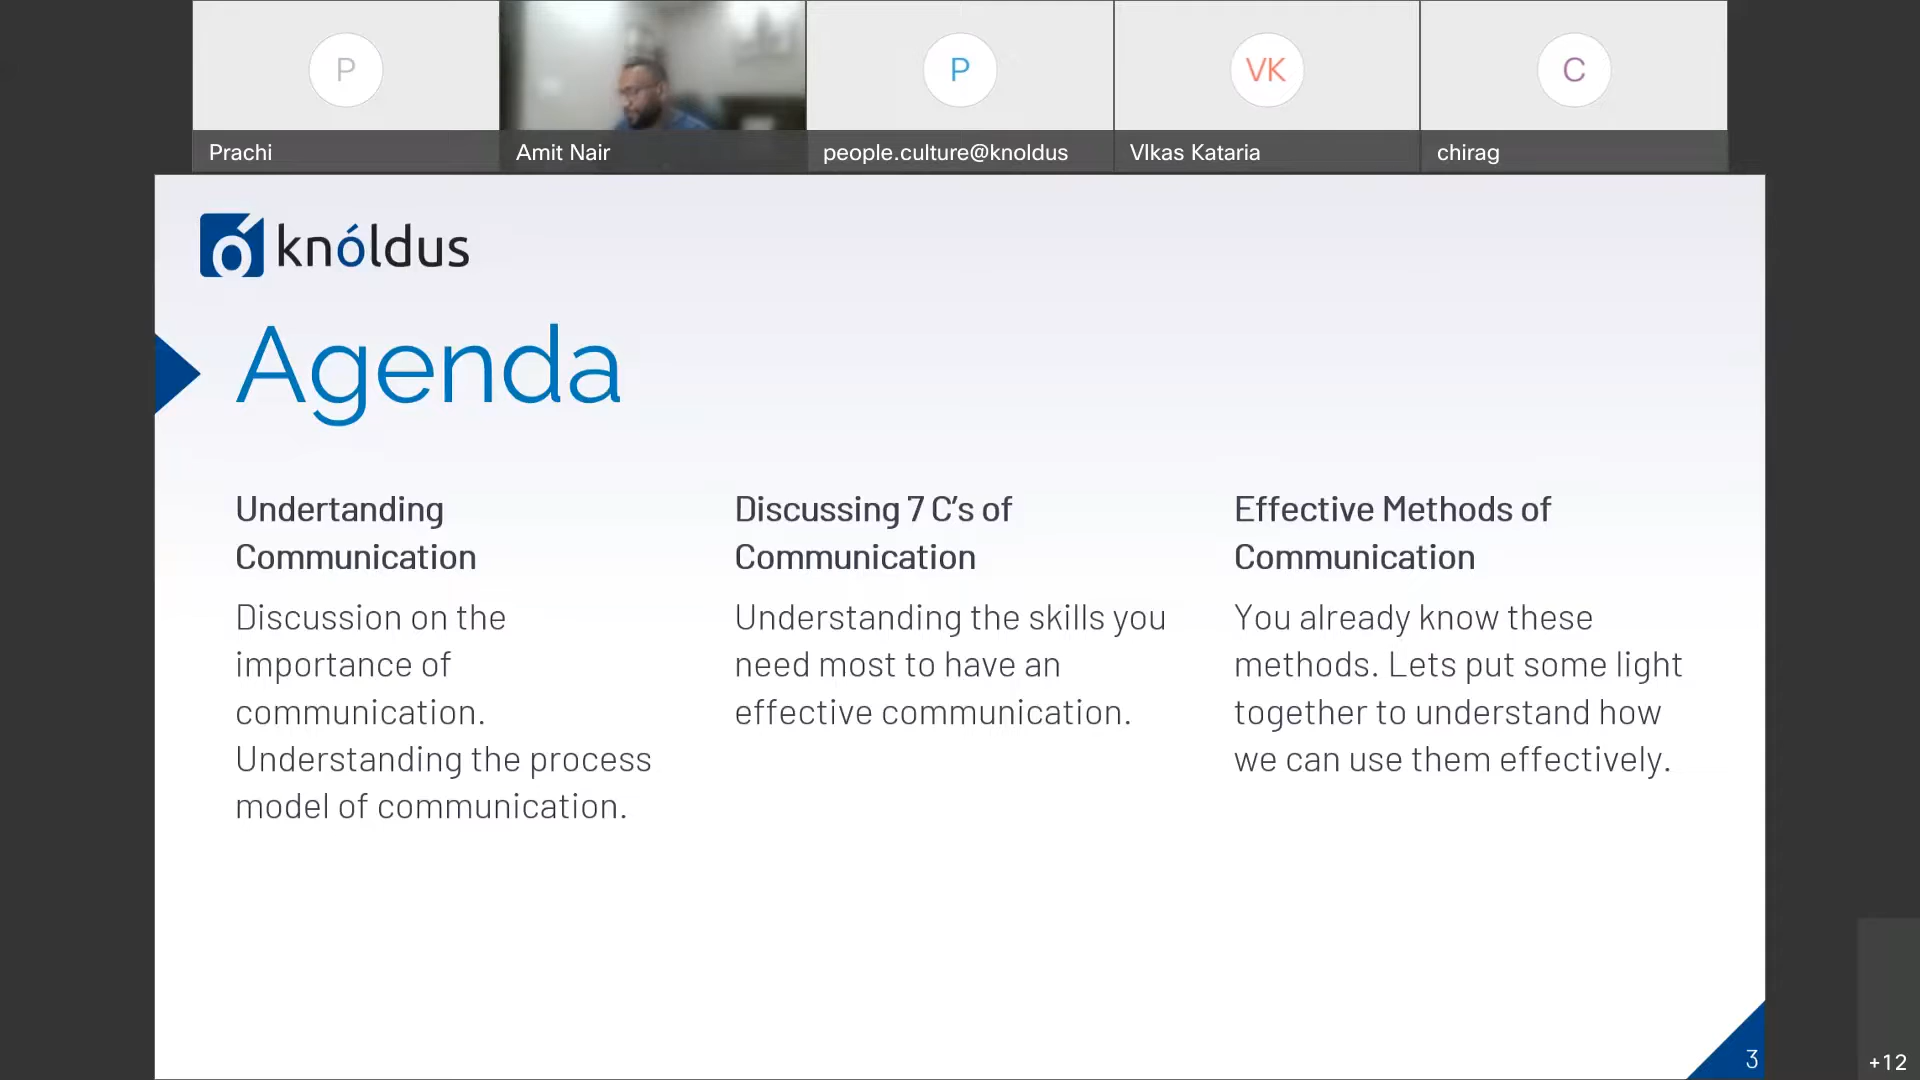 P
P
VK
C
Prachi
Amit Nair
people.culture@knoldus
VIkas Kataria
chirag
knóldus
Agenda
Undertanding
Communication
Discussion on the
importance of
communication.
Understanding the process
model of communication.
Discussing 7 C’s of
Communication
Understanding the skills you
need most to have an
effective communication.
Effective Methods of
Communication
You already know these
methods. Lets put some light
together to understand how
we can use them effectively.
3
+12